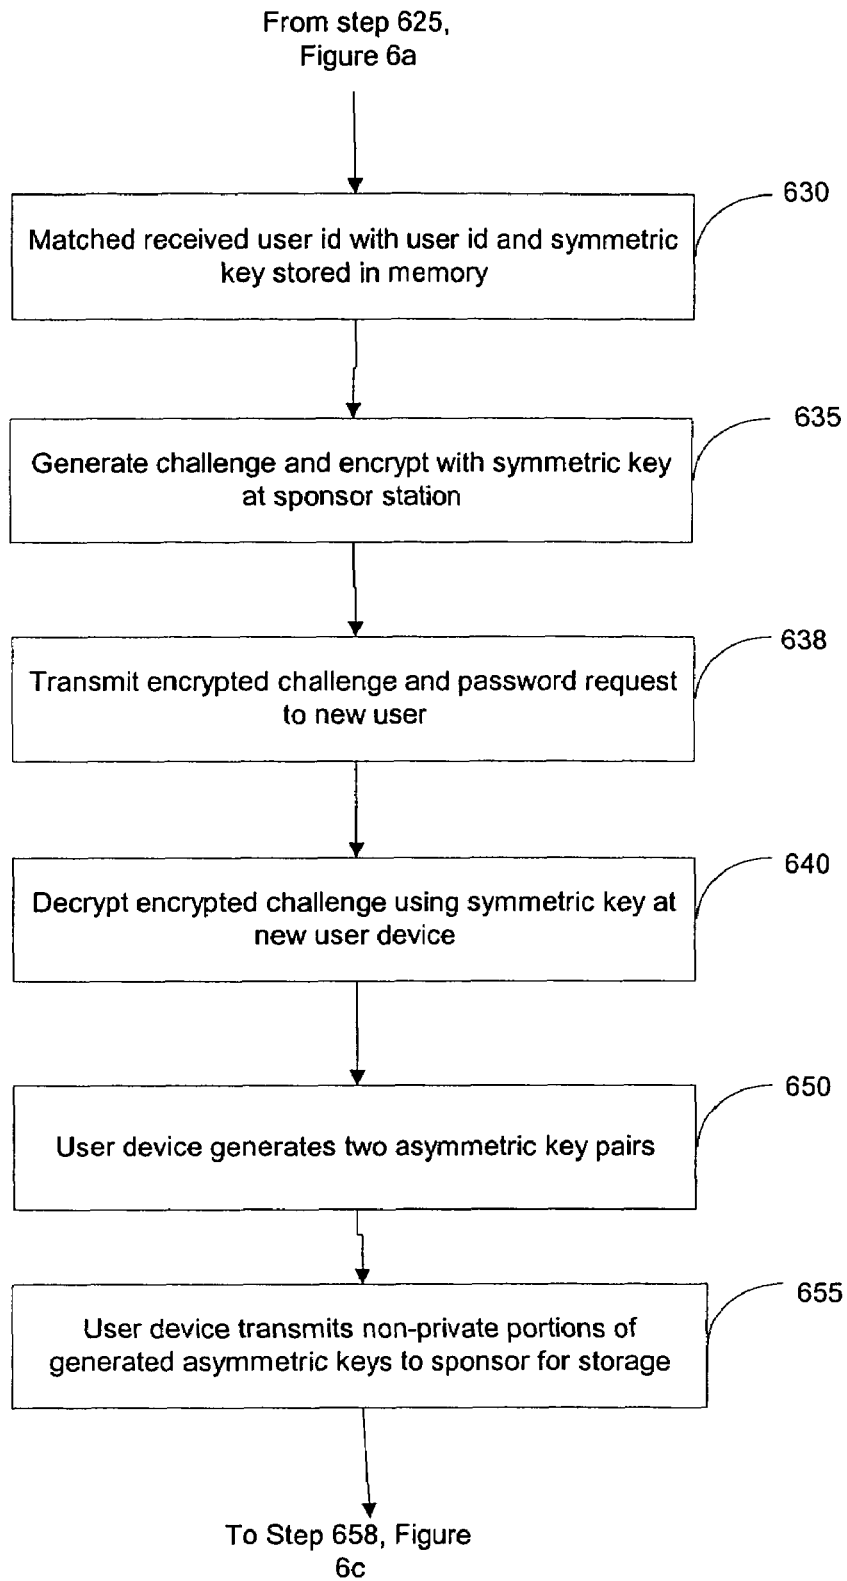 From step 625,
Figure 6a
630
Matched received user id with user id and symmetric
key stored in memory
635
Generate challenge and encrypt with symmetric key
at sponsor station
638
Transmit encrypted challenge and password request
to new user
640
Decrypt encrypted challenge using symmetric key at
new user device
650
User device generates two asymmetric key pairs
655
User device transmits non-private portions of
generated asymmetric keys to sponsor for storage
To Step 658, Figure
6c